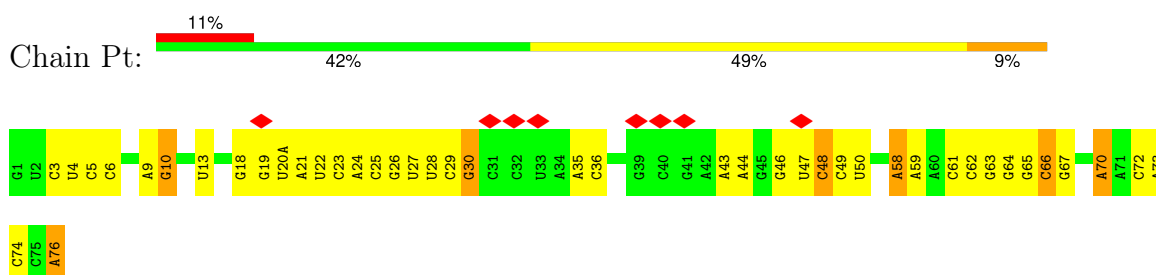 11%
Chain Pt:
42% 49% 9%
G1 U2 C3 U4 C5 C6 A9 G10 U13 G18 G19 U20A A21 U22 C23 A24 C25 G26 U27 U28 C29 G30 C31 C32 U33 A34 A35 C36 G39 C40 G41 A42 A43 A44 G45 G46 U47 C48 C49 U50 A58 A59 A60 C61 C62 G63 G64 G65 C66 G67 A70 A71 C72
C74 C75 A76